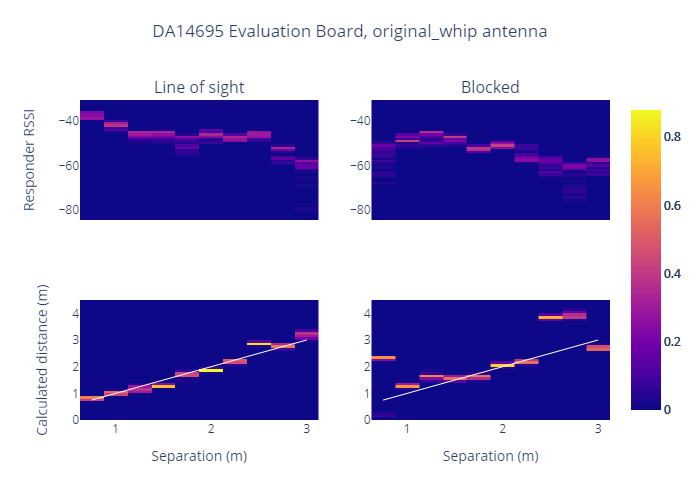 DA14695 Evaluation Board, original_whip antenna
Line of sight
Blocked
Responder RSSI
−40
−60
−80
−40
−60
−80
0.8
0.6
0.4
0.2
0
Calculated distance (m)
4
3
2
1
0
4
3
2
1
0
1 2 3
1 2 3
Separation (m)
Separation (m)